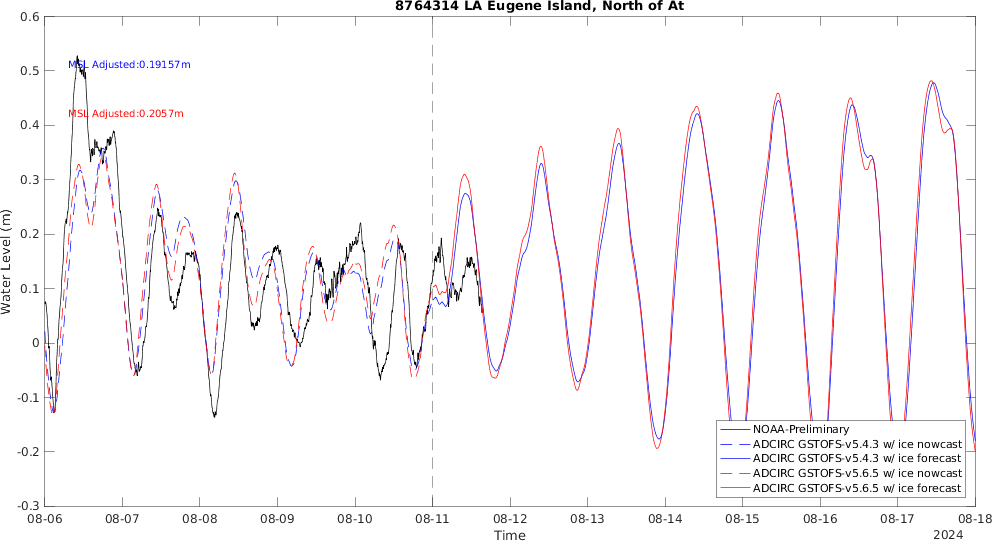 8764314 LA Eugene Island, North of At
MSL Adjusted:0.19157m
MSL Adjusted:0.2057m
Water Level (m)
0.6
0.5
0.4
0.3
0.2
0.1
0
-0.1
-0.2
-0.3
NOAA-Preliminary
ADCIRC GSTOFS-v5.4.3 w/ ice nowcast
ADCIRC GSTOFS-v5.4.3 w/ ice forecast
ADCIRC GSTOFS-v5.6.5 w/ ice nowcast
ADCIRC GSTOFS-v5.6.5 w/ ice forecast
08-06 08-07 08-08 08-09 08-10 08-11 08-12 08-13 08-14 08-15 08-16 08-17 08-18
Time
2024